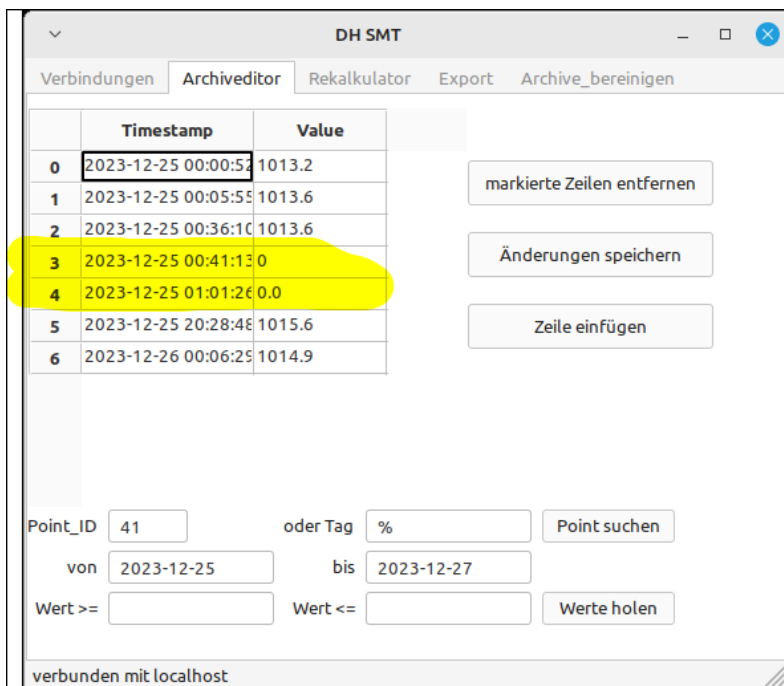 DH SMT
Verbindungen Archiveditor Rekalkulator Export Archive_bereinigen
Timestamp Value
0 2023-12-25 00:00:52 1013.2
1 2023-12-25 00:05:55 1013.6
2 2023-12-25 00:36:10 1013.6
3 2023-12-25 00:41:13 0
4 2023-12-25 01:01:26 0.0
5 2023-12-25 20:28:48 1015.6
6 2023-12-26 00:06:29 1014.9
markierte Zeilen entfernen
Änderungen speichern
Zeile einfügen
Point_ID 41 oder Tag % Point suchen
von 2023-12-25 bis 2023-12-27
Wert >= Wert <= Werte holen
verbunden mit localhost